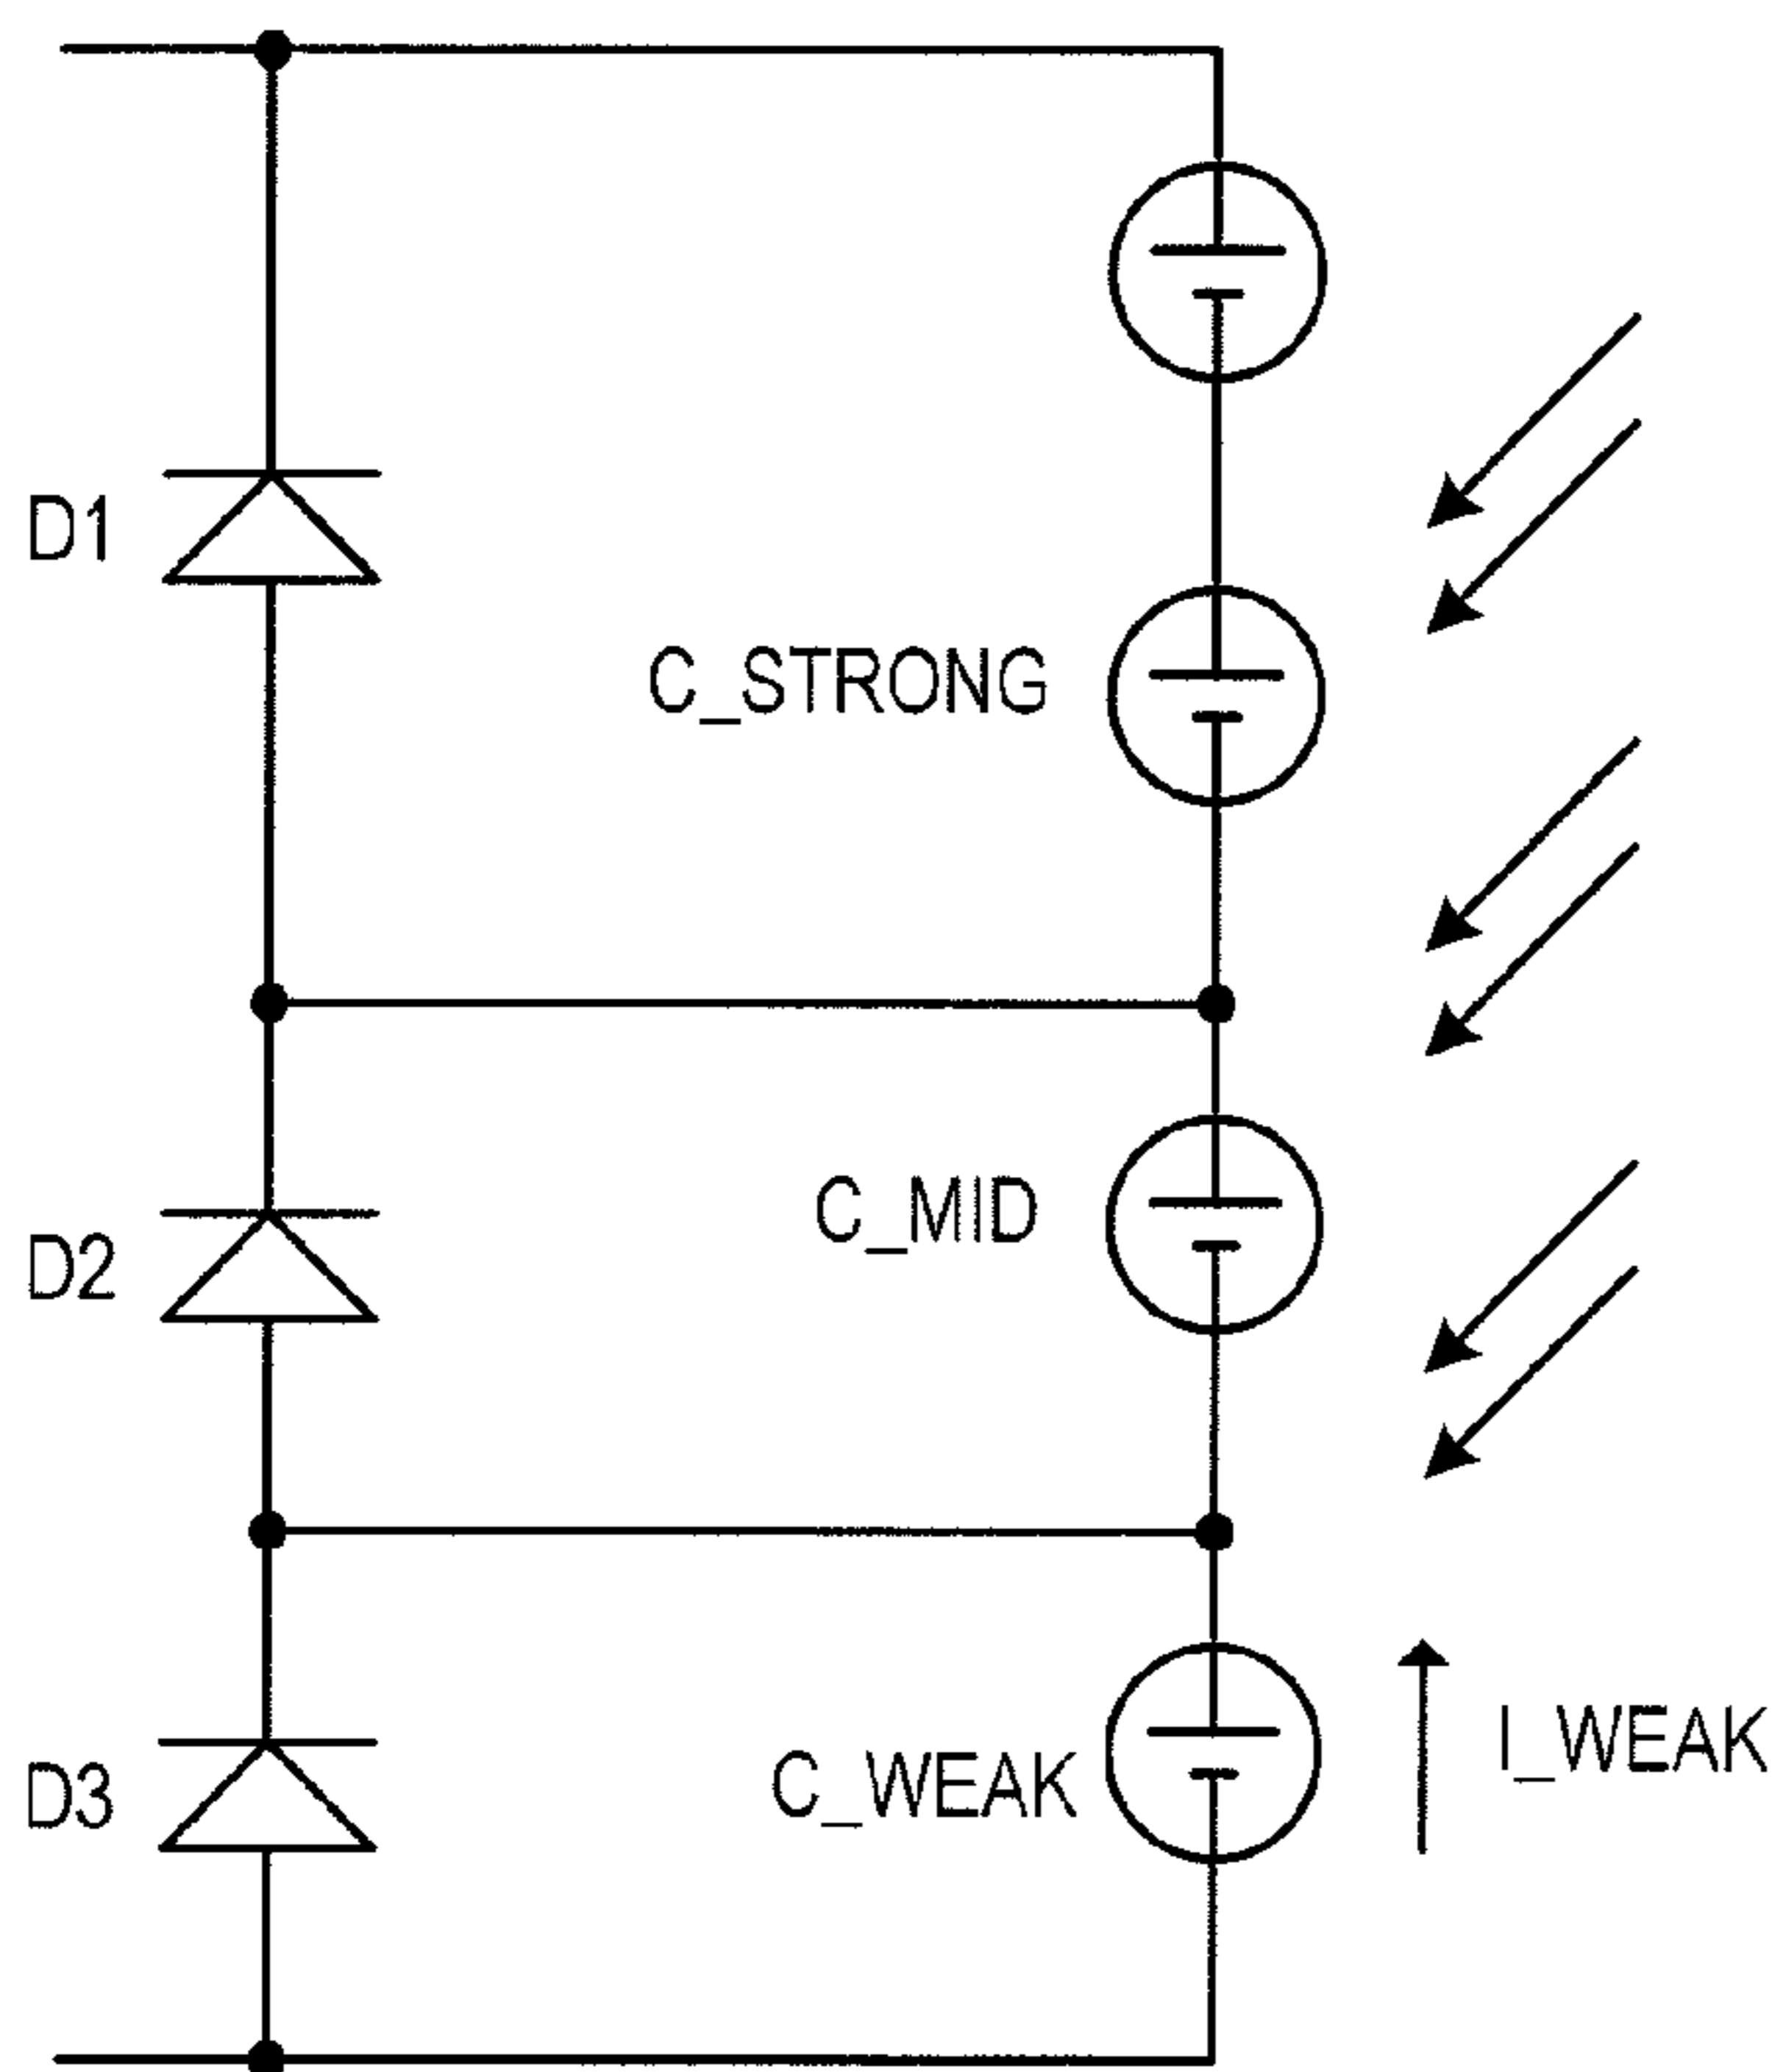 D1
C_STRONG
C_MID
D2
D3
C_WEAK
I_WEAK